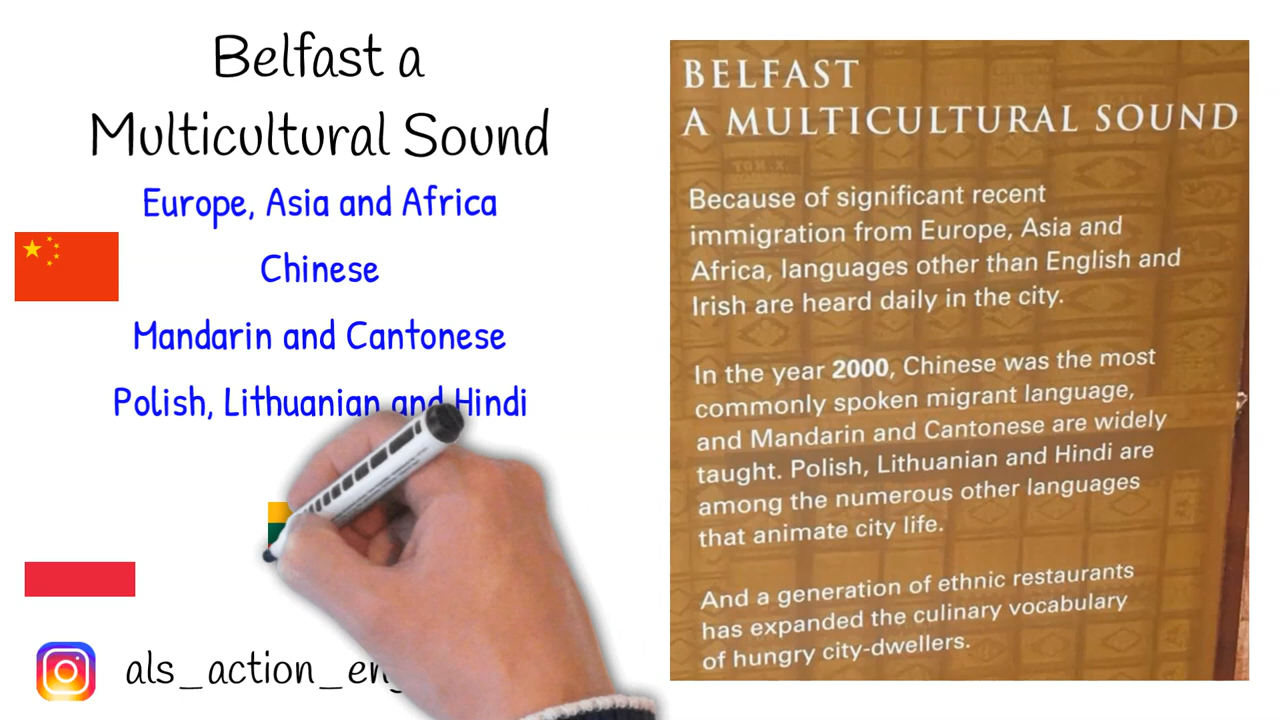 Belfast a
Multicultural Sound
Europe, Asia and Africa
Chinese
Mandarin and Cantonese
Polish, Lithuanian and Hindi
als_action_en
BELFAST
A MULTICULTURAL SOUND
Because of significant recent
immigration from Europe, Asia and
Africa, languages other than English and
Irish are heard daily in the city.
In the year 2000, Chinese was the most
commonly spoken migrant language,
and Mandarin and Cantonese are widely
taught. Polish, Lithuanian and Hindi are
among the numerous other languages
that animate city life.
And a generation of ethnic restaurants
has expanded the culinary vocabulary
of hungry city-dwellers.